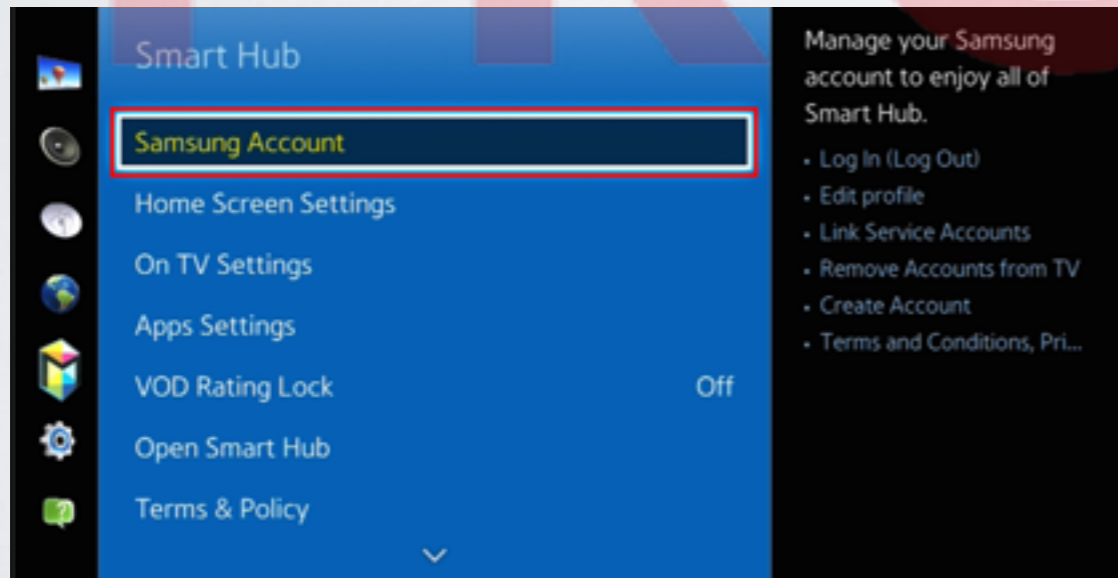 Smart Hub
Samsung Account
Home Screen Settings
On TV Settings
Apps Settings
VOD Rating Lock Off
Open Smart Hub
Terms & Policy
Manage your Samsung
account to enjoy all of
Smart Hub.
• Log In (Log Out)
• Edit profile
• Link Service Accounts
• Remove Accounts from TV
• Create Account
• Terms and Conditions, Pri...